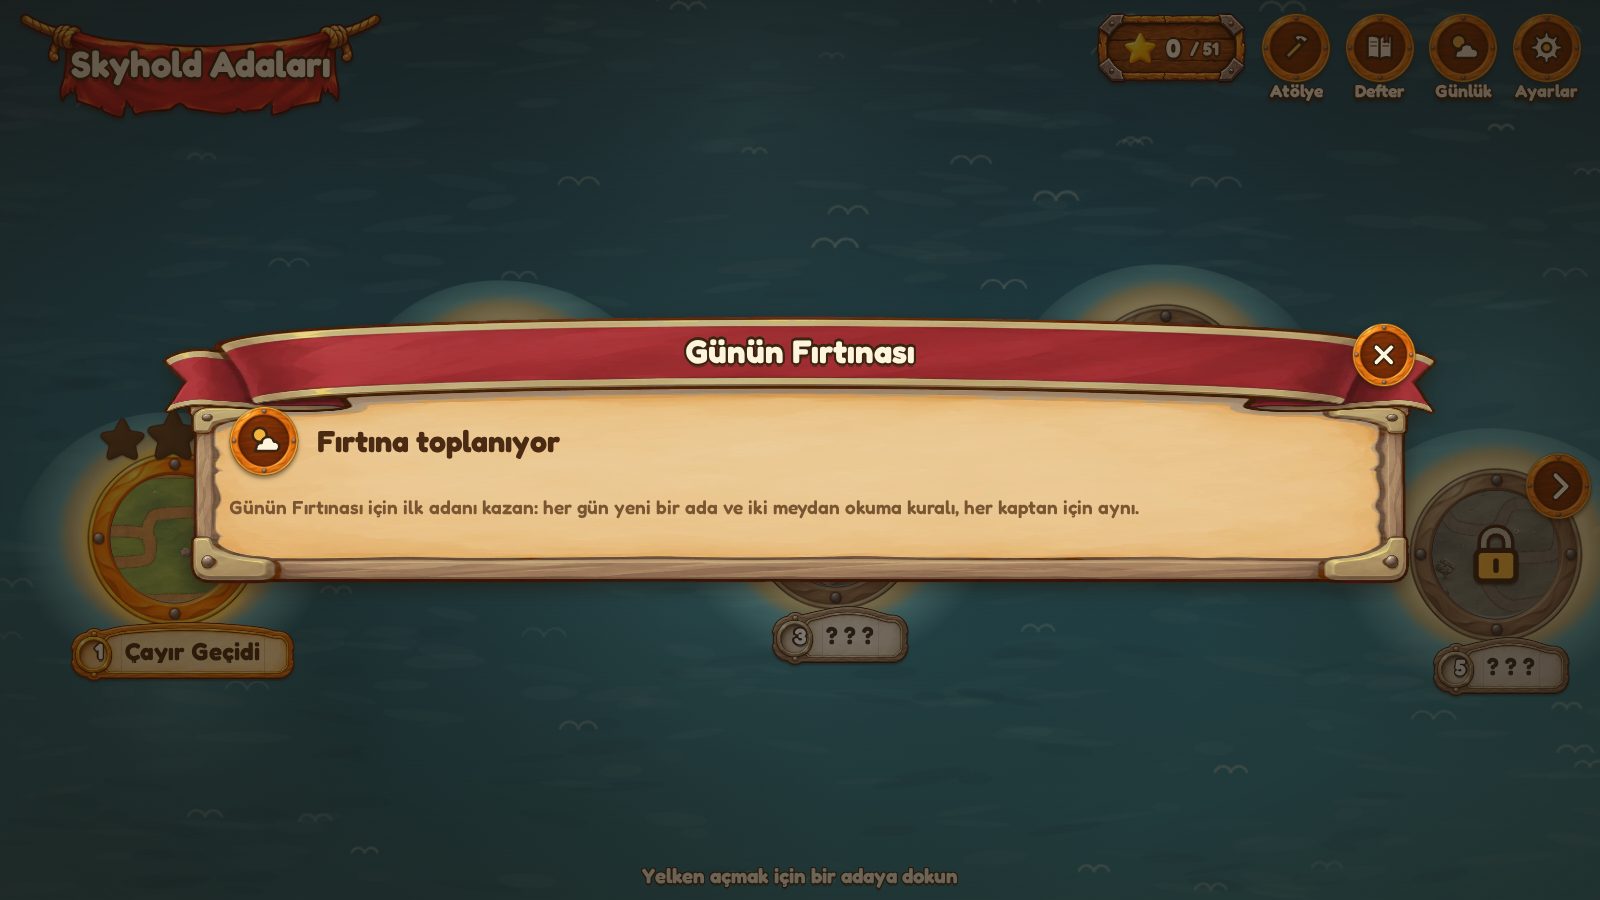 Skyhold Adaları
0 / 51
Atölye
Defter
Günlük
Ayarlar
Günün Fırtınası
Fırtına toplanıyor
Günün Fırtınası için ilk adanı kazan: her gün yeni bir ada ve iki meydan okuma kuralı, her kaptan için aynı.
1 Çayır Geçidi
3 ???
5 ???
Yelken açmak için bir adaya dokun